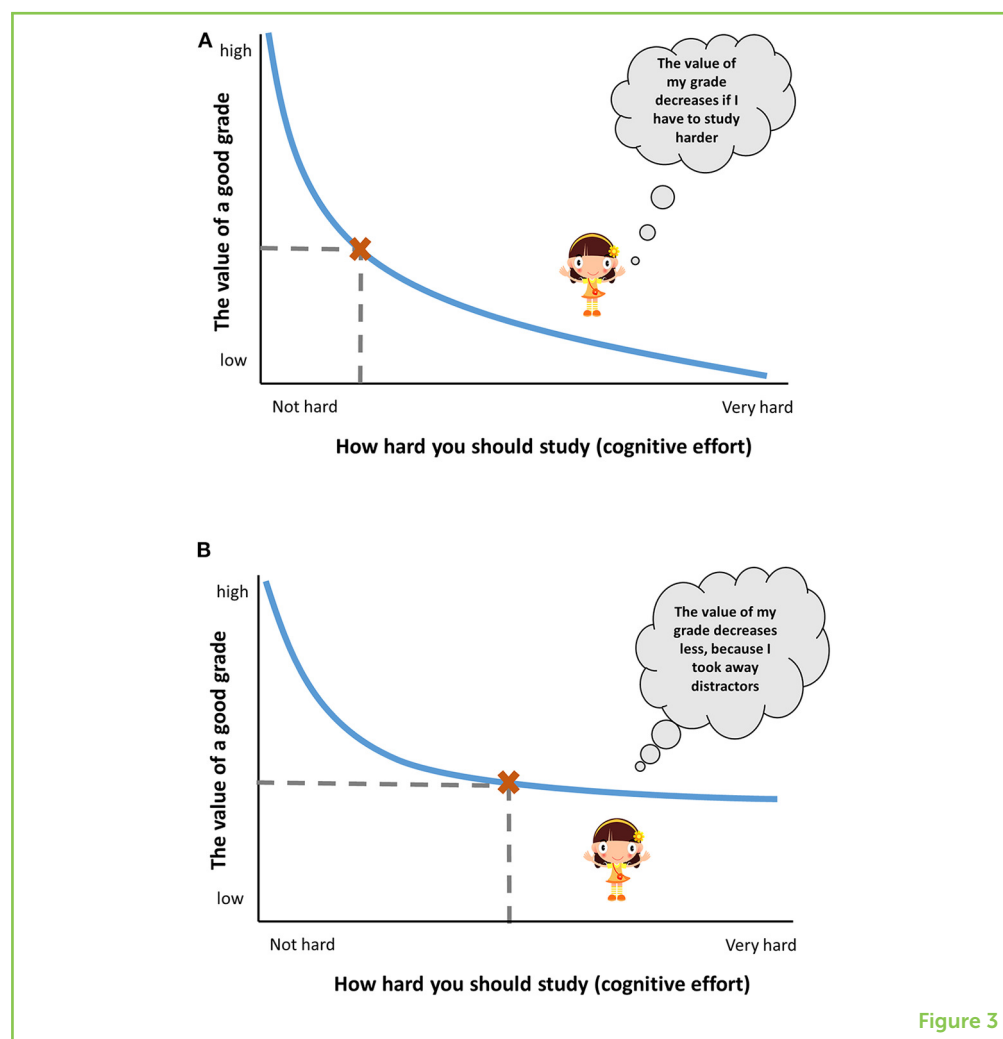 A
high
The value of a good grade
low
Not hard
Very hard
How hard you should study (cognitive effort)
The value of
my grade
decreases if I
have to study
harder
B
high
The value of a good grade
low
Not hard
Very hard
How hard you should study (cognitive effort)
The value of my
grade decreases
less, because I
took away
distractors
Figure 3